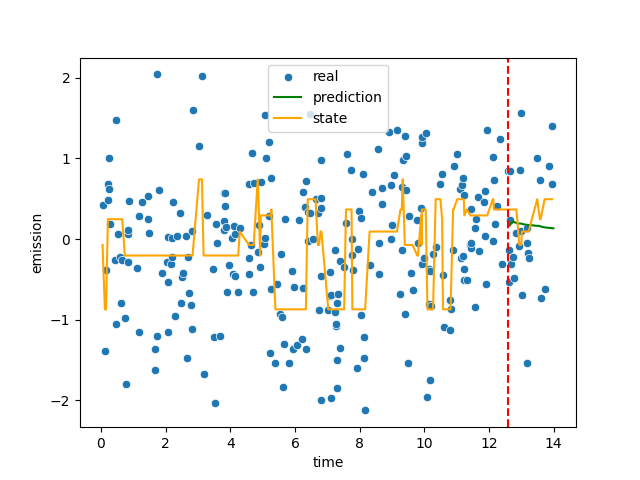 real
prediction
state
2
1
0
−1
−2
emission
0 2 4 6 8 10 12 14
time